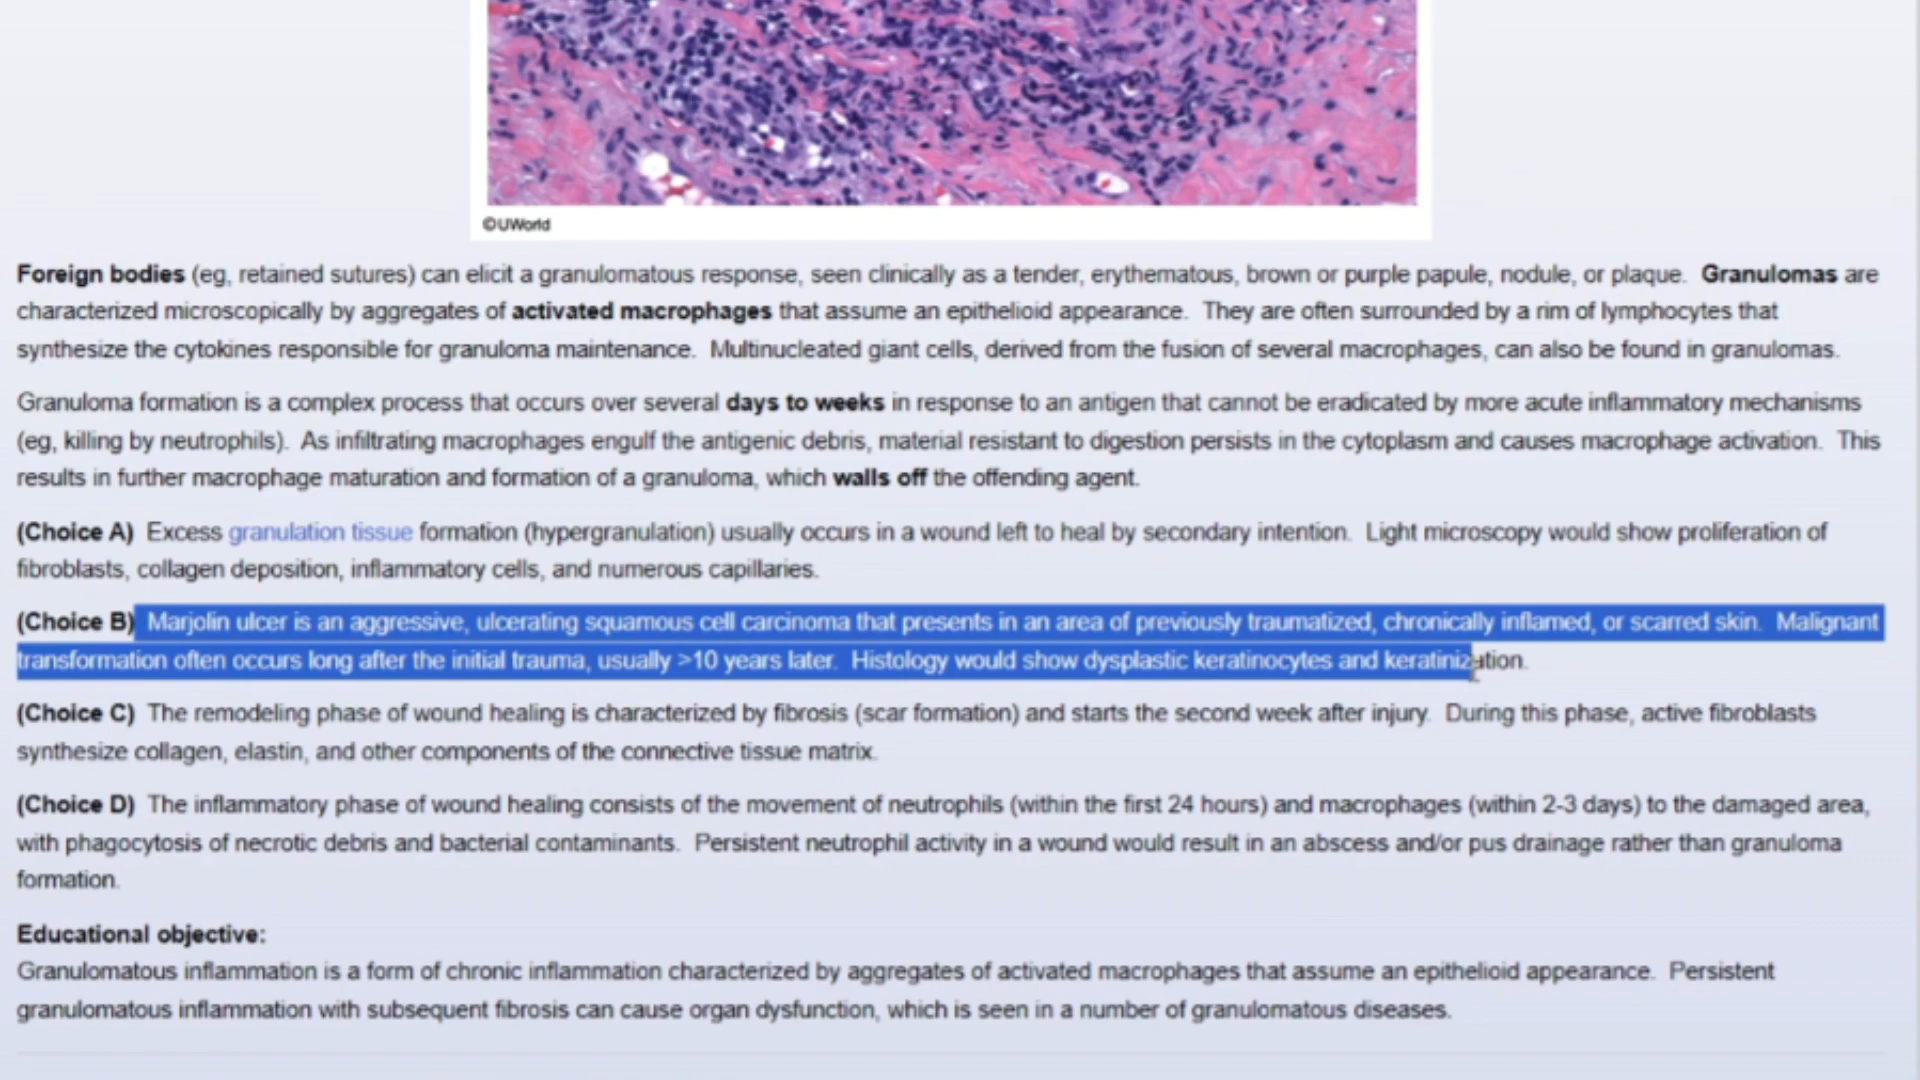 ©UWorld
Foreign bodies (eg, retained sutures) can elicit a granulomatous response, seen clinically as a tender, erythematous, brown or purple papule, nodule, or plaque. Granulomas are
characterized microscopically by aggregates of activated macrophages that assume an epithelioid appearance. They are often surrounded by a rim of lymphocytes that
synthesize the cytokines responsible for granuloma maintenance. Multinucleated giant cells, derived from the fusion of several macrophages, can also be found in granulomas.
Granuloma formation is a complex process that occurs over several days to weeks in response to an antigen that cannot be eradicated by more acute inflammatory mechanisms
(eg, killing by neutrophils). As infiltrating macrophages engulf the antigenic debris, material resistant to digestion persists in the cytoplasm and causes macrophage activation. This
results in further macrophage maturation and formation of a granuloma, which walls off the offending agent.
(Choice A) Excess granulation tissue formation (hypergranulation) usually occurs in a wound left to heal by secondary intention. Light microscopy would show proliferation of
fibroblasts, collagen deposition, inflammatory cells, and numerous capillaries.
(Choice B) Marjolin ulcer is an aggressive, ulcerating squamous cell carcinoma that presents in an area of previously traumatized, chronically inflamed, or scarred skin. Malignant
transformation often occurs long after the initial trauma, usually >10 years later. Histology would show dysplastic keratinocytes and keratinization.
(Choice C) The remodeling phase of wound healing is characterized by fibrosis (scar formation) and starts the second week after injury. During this phase, active fibroblasts
synthesize collagen, elastin, and other components of the connective tissue matrix.
(Choice D) The inflammatory phase of wound healing consists of the movement of neutrophils (within the first 24 hours) and macrophages (within 2-3 days) to the damaged area,
with phagocytosis of necrotic debris and bacterial contaminants. Persistent neutrophil activity in a wound would result in an abscess and/or pus drainage rather than granuloma
formation.
Educational objective:
Granulomatous inflammation is a form of chronic inflammation characterized by aggregates of activated macrophages that assume an epithelioid appearance. Persistent
granulomatous inflammation with subsequent fibrosis can cause organ dysfunction, which is seen in a number of granulomatous diseases.